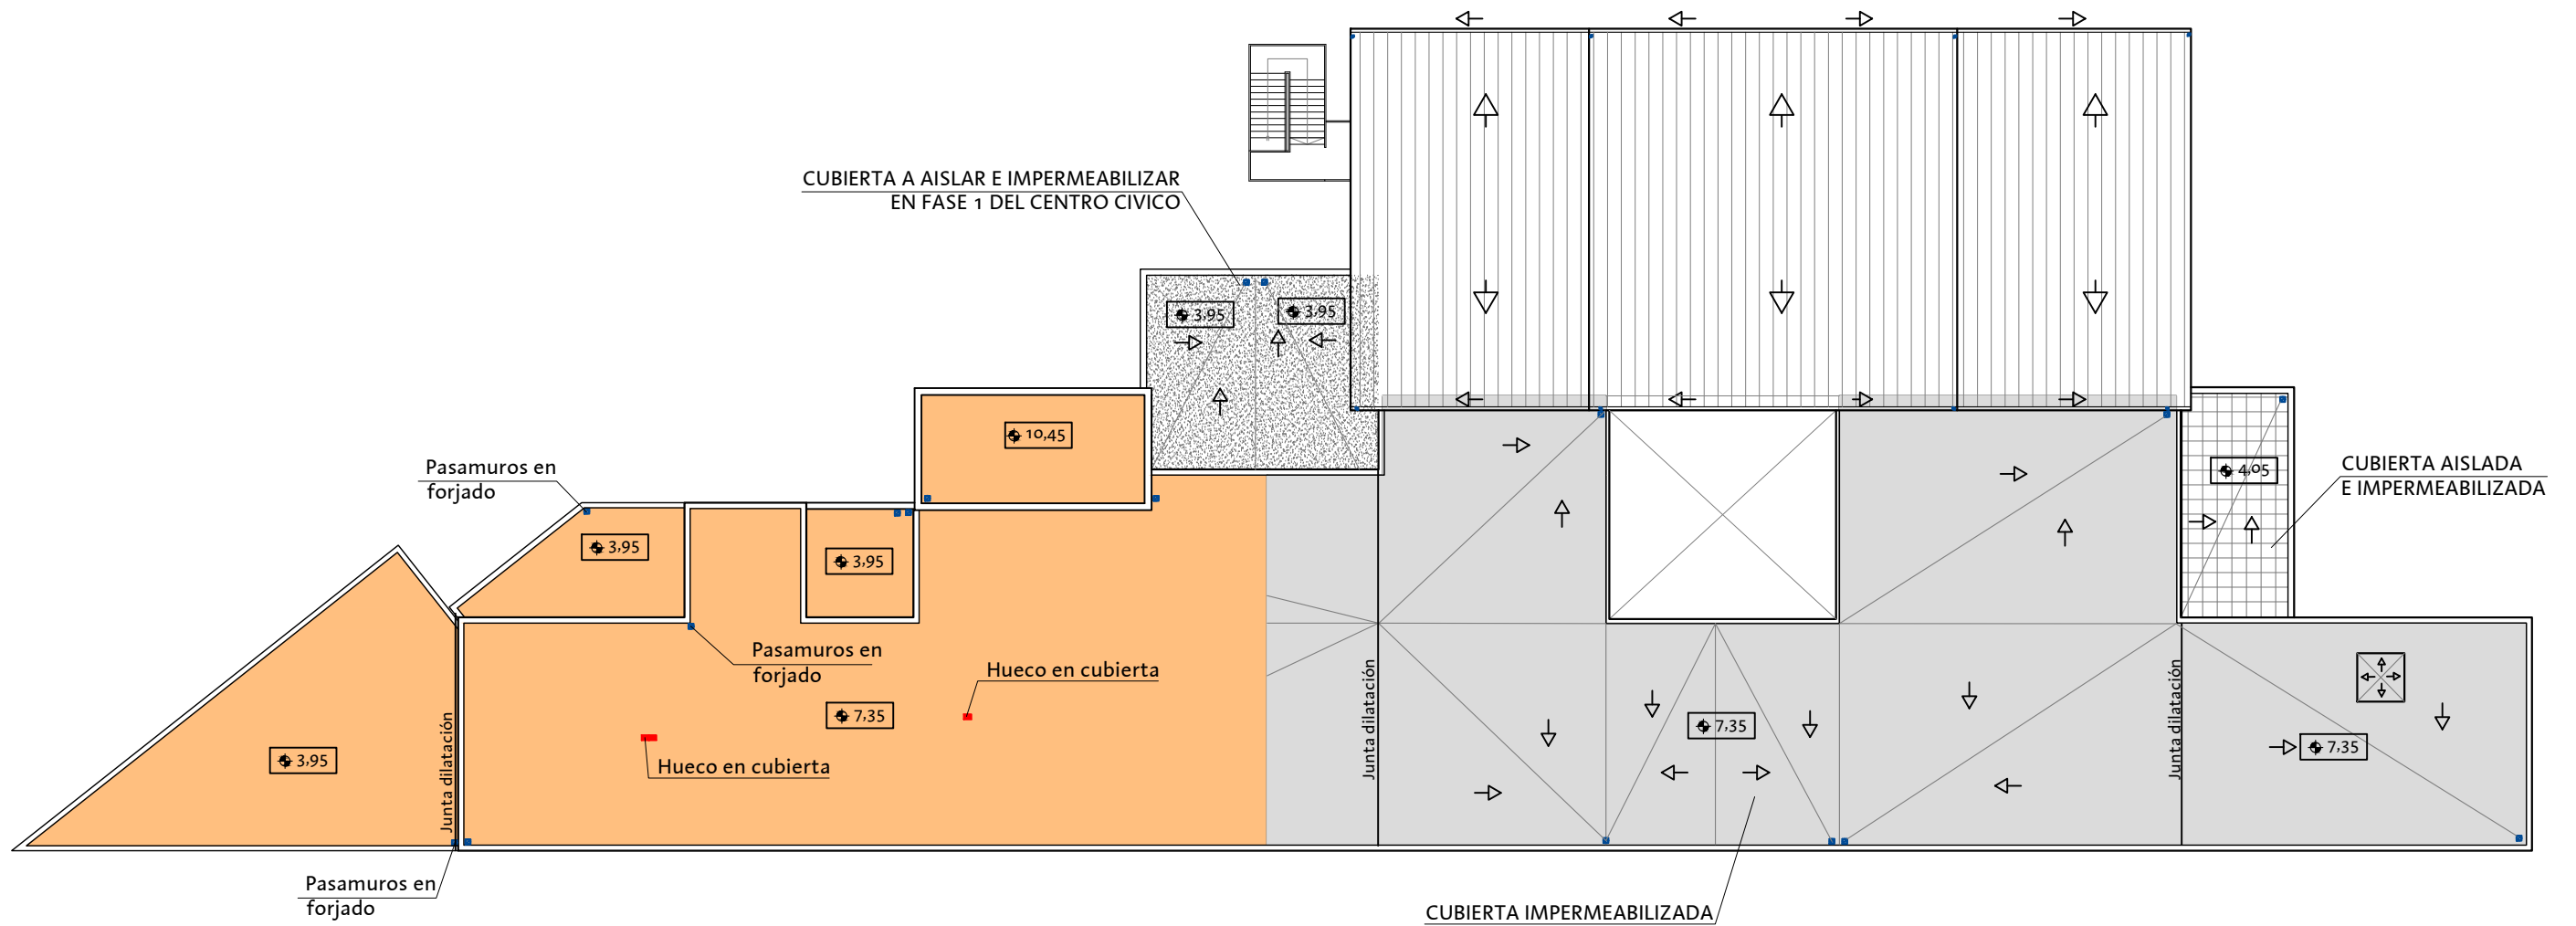 CUBIERTA A AISLAR E IMPERMEABILIZAR
EN FASE 1 DEL CENTRO CIVICO
3,95
3,95
10,45
Pasamuros en
forjado
4,05
CUBIERTA AISLADA
E IMPERMEABILIZADA
3,95
3,95
Pasamuros en
forjado
Hueco en cubierta
7,35
Hueco en cubierta
3,95
Junta dilatación
Junta dilatación
7,35
Junta dilatación
7,35
Pasamuros en
forjado
CUBIERTA IMPERMEABILIZADA